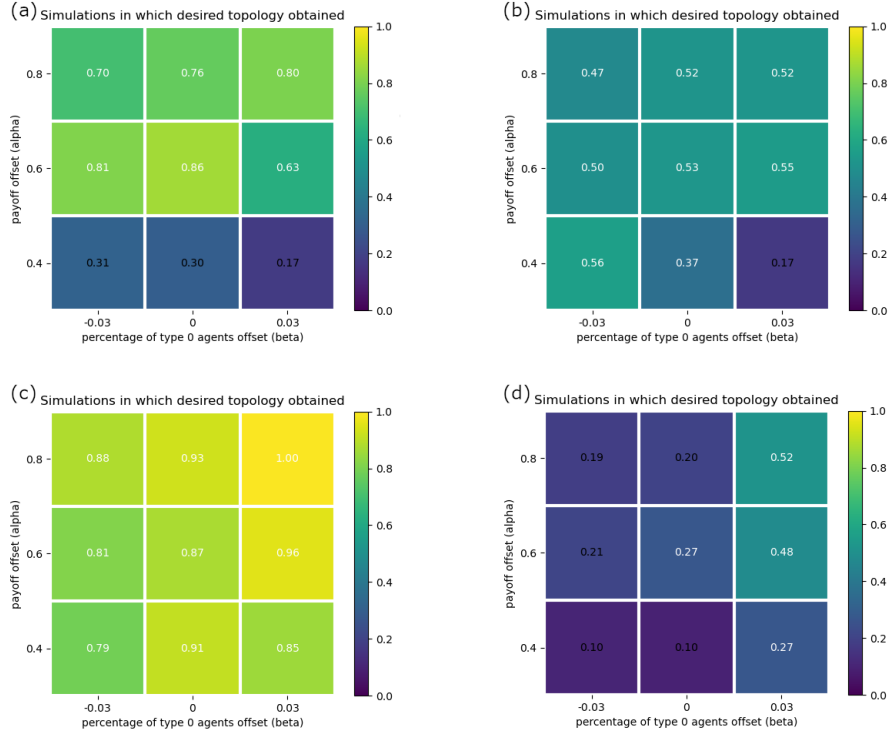 (a)
Simulations in which desired topology obtained
payoff offset (alpha)
0.8
0.6
0.4
0.70 0.76 0.80
0.81 0.86 0.63
0.31 0.30 0.17
-0.03 0 0.03
percentage of type 0 agents offset (beta)
1.0
0.8
0.6
0.4
0.2
0.0
(b)
Simulations in which desired topology obtained
payoff offset (alpha)
0.8
0.6
0.4
0.47 0.52 0.52
0.50 0.53 0.55
0.56 0.37 0.17
-0.03 0 0.03
percentage of type 0 agents offset (beta)
1.0
0.8
0.6
0.4
0.2
0.0
(c)
Simulations in which desired topology obtained
payoff offset (alpha)
0.8
0.6
0.4
0.88 0.93 1.00
0.81 0.87 0.96
0.79 0.91 0.85
-0.03 0 0.03
percentage of type 0 agents offset (beta)
1.0
0.8
0.6
0.4
0.2
0.0
(d)
Simulations in which desired topology obtained
payoff offset (alpha)
0.8
0.6
0.4
0.19 0.20 0.52
0.21 0.27 0.48
0.10 0.10 0.27
-0.03 0 0.03
percentage of type 0 agents offset (beta)
1.0
0.8
0.6
0.4
0.2
0.0